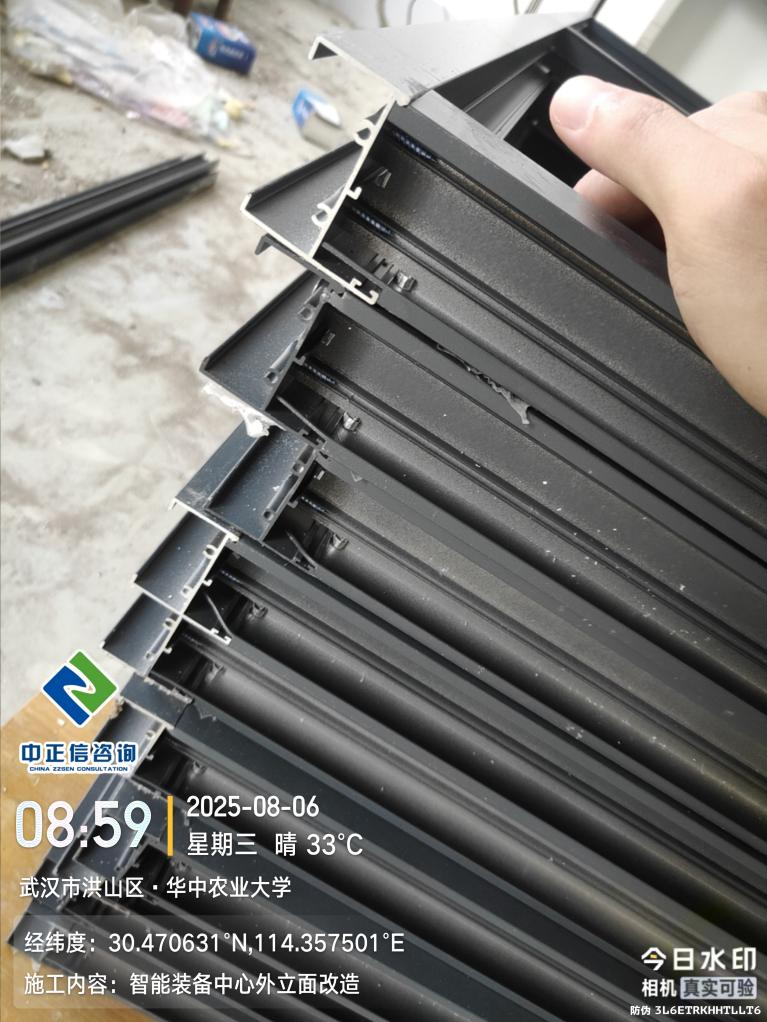 中正信咨询
CHINA ZZSEN CONSULTATION
08:59
2025-08-06
星期三 晴 33°C
武汉市洪山区·华中农业大学
经纬度：30.470631°N,114.357501°E
施工内容：智能装备中心外立面改造
今日水印
相机 真实可验
防伪 3L6ETRKHHTLLT6